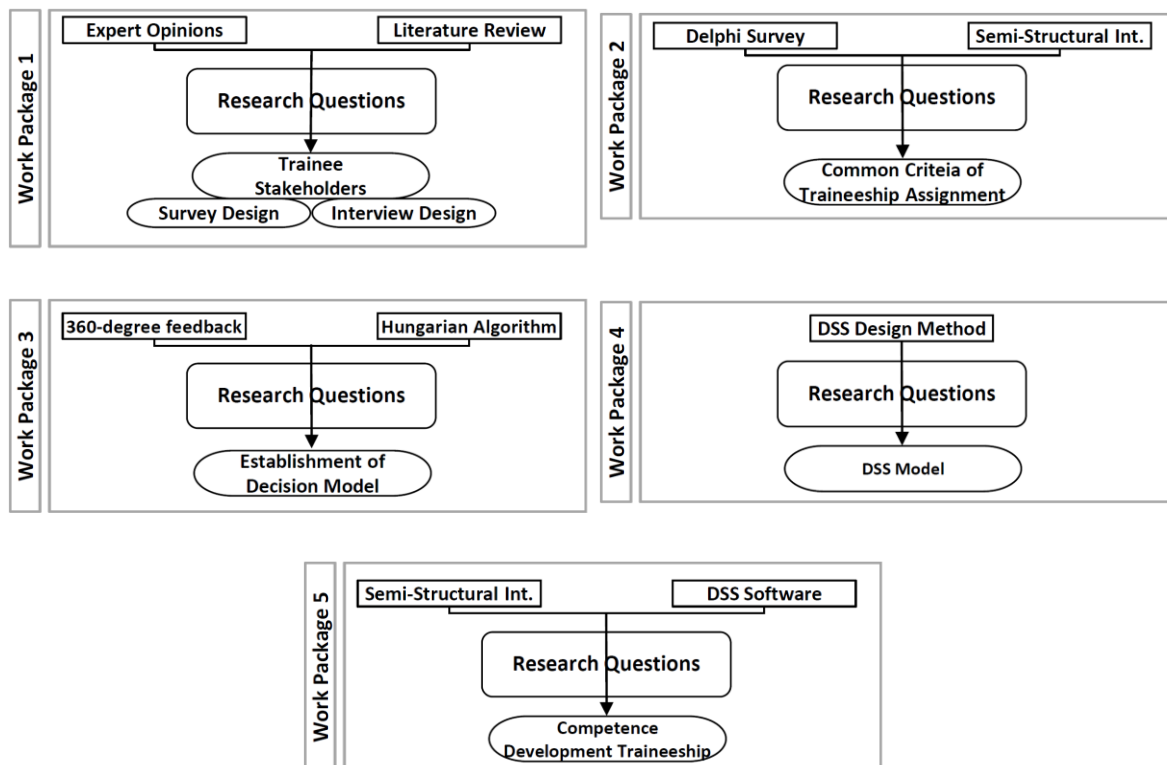 Work Package 1
Expert Opinions
Literature Review
Research Questions
Trainee
Stakeholders
Survey Design
Interview Design
Work Package 2
Delphi Survey
Semi-Structural Int.
Research Questions
Common Criteia of
Traineeship Assignment
Work Package 3
360-degree feedback
Hungarian Algorithm
Research Questions
Establishment of
Decision Model
Work Package 4
DSS Design Method
Research Questions
DSS Model
Work Package 5
Semi-Structural Int.
DSS Software
Research Questions
Competence
Development Traineeship